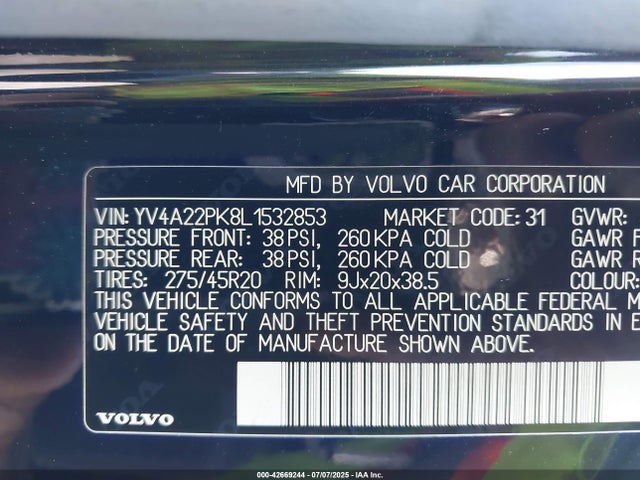 MFD BY VOLVO CAR CORPORATION
VIN: YV4A22PK8L1532853 MARKET CODE: 31 GVWR:
PRESSURE FRONT: 38 PSI, 260 KPA COLD GAWR F
PRESSURE REAR: 38 PSI, 260 KPA COLD GAWR R
TIRES: 275/45R20 RIM: 9Jx20x38.5 COLOUR:
THIS VEHICLE CONFORMS TO ALL APPLICABLE FEDERAL M
VEHICLE SAFETY AND THEFT PREVENTION STANDARDS IN E
ON THE DATE OF MANUFACTURE SHOWN ABOVE.
VOLVO
000-42669244 - 07/07/2025 - IAA Inc.